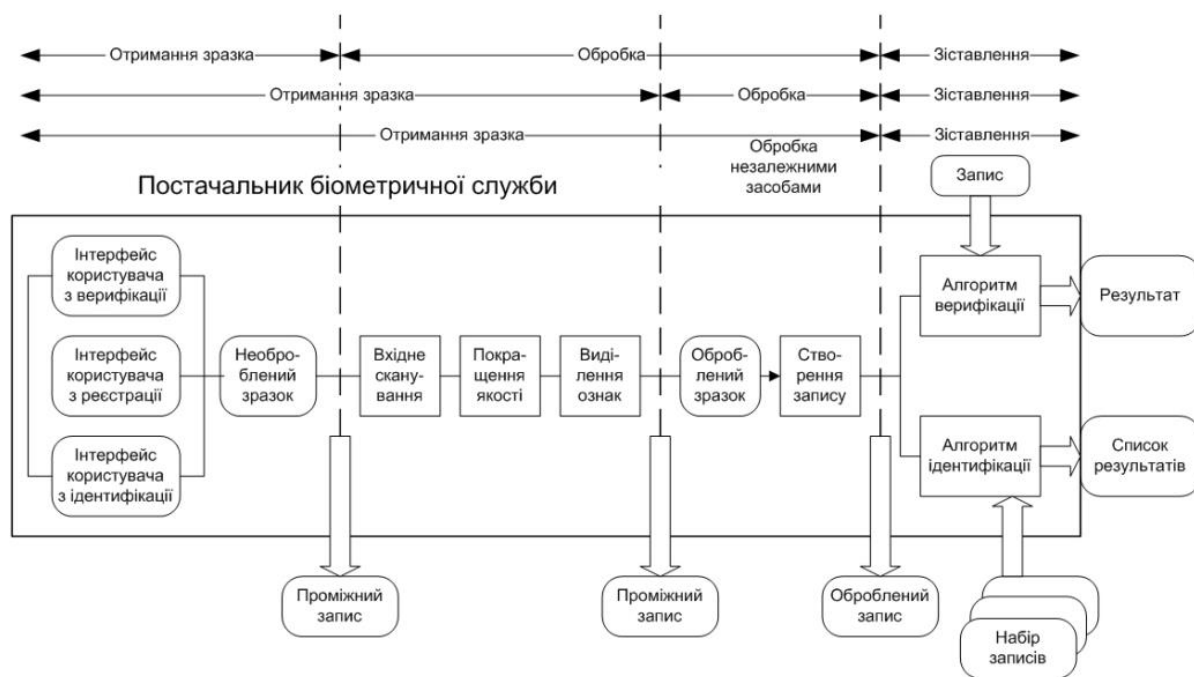 Отримання зразка
Обробка
Зіставлення
Отримання зразка
Обробка
Зіставлення
Отримання зразка
Зіставлення
Обробка
незалежними
засобами
Постачальник біометричної служби
Запис
Інтерфейс
користувача
з верифікації
Інтерфейс
користувача
з реєстрації
Інтерфейс
користувача
з ідентифікації
Необро-
блений
зразок
Вхідне
скану-
вання
Покра-
щення
якості
Виді-
лення
ознак
Оброб-
лений
зразок
Ство-
рення
запису
Алгоритм
верифікації
Результат
Алгоритм
ідентифікації
Список
результатів
Проміжний
запис
Проміжний
запис
Оброблений
запис
Набір
записів